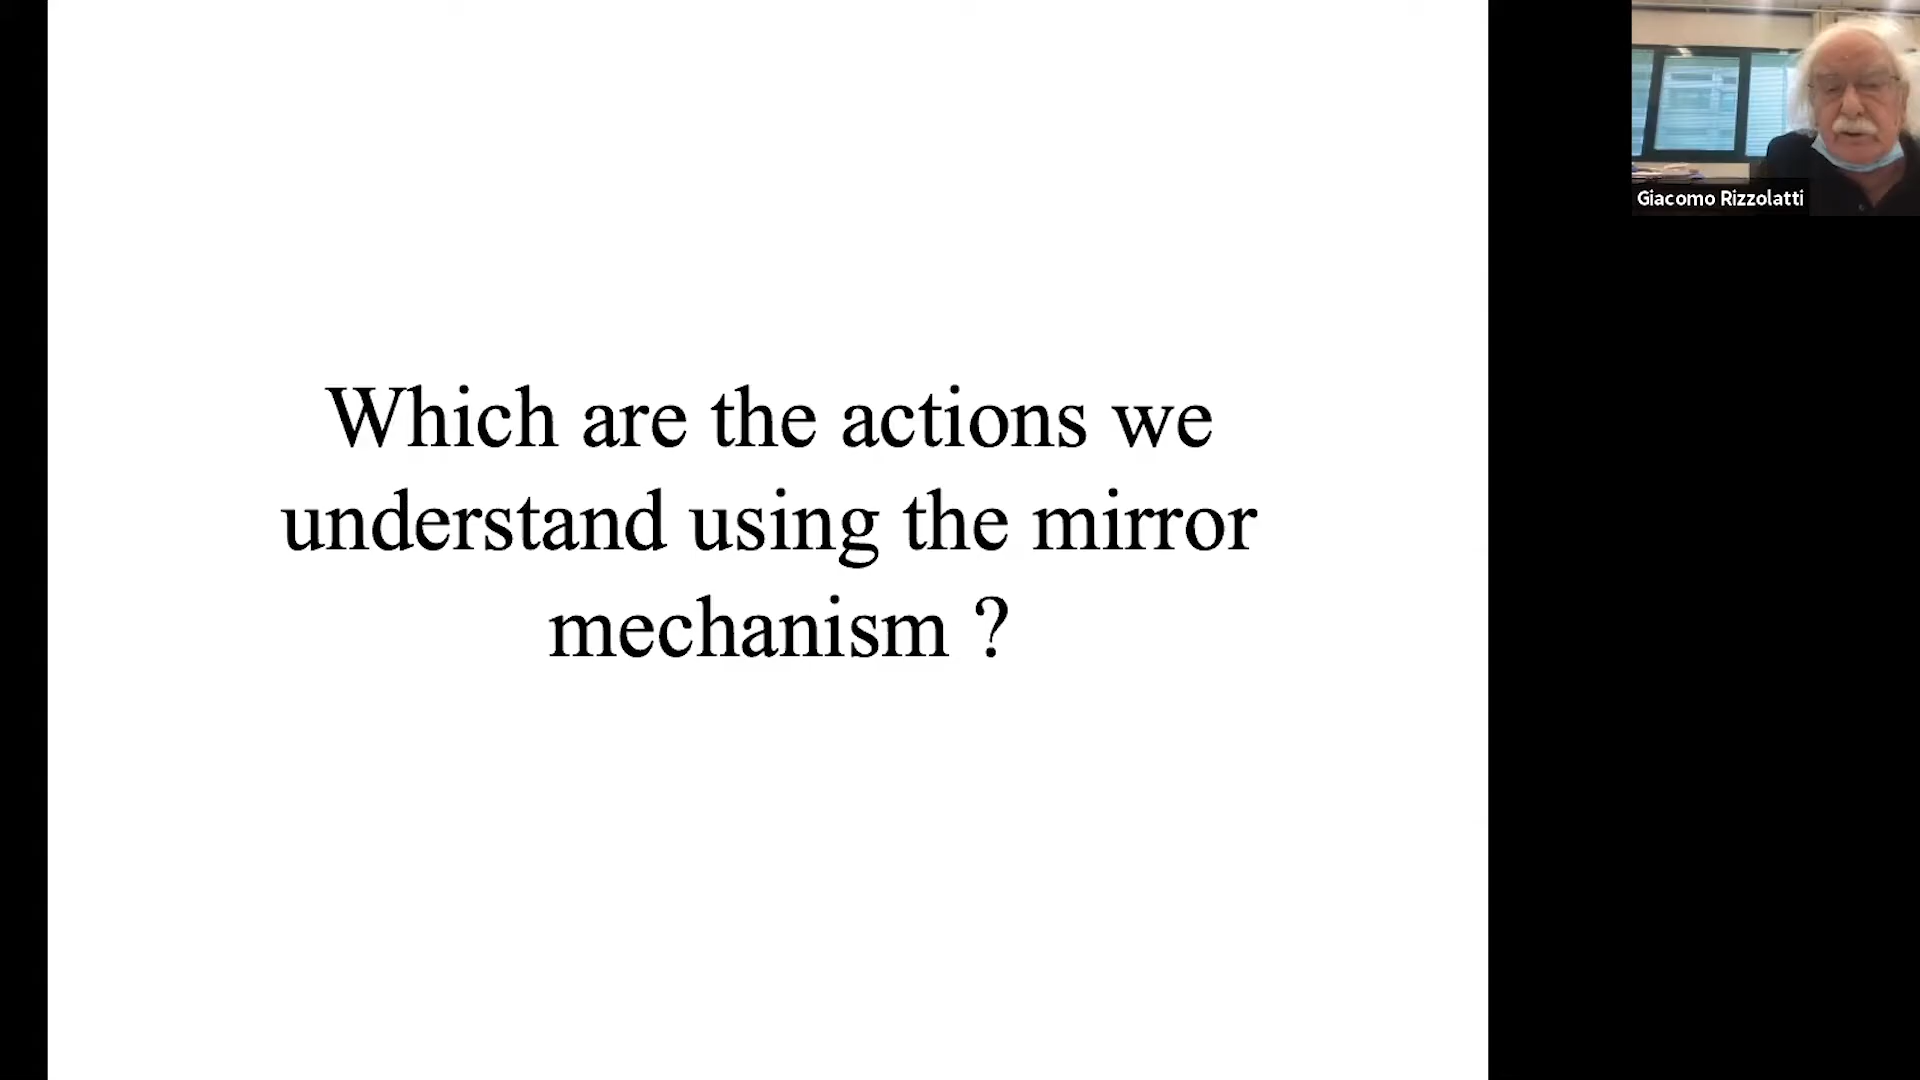 Which are the actions we
understand using the mirror
mechanism ?
Giacomo Rizzolatti